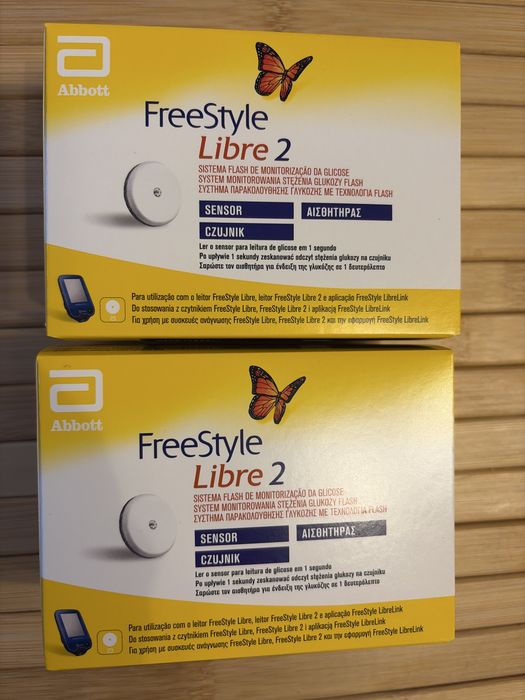 Abbott
FreeStyle
Libre 2
SISTEMA FLASH DE MONITORIZAÇÃO DA GLICOSE
SYSTEM MONITOROWANIA STĘŻENIA GLUKOZY FLASH
ΣΥΣΤΗΜΑ ΠΑΡΑΚΟΛΟΥΘΗΣΗΣ ΓΛΥΚΟΖΗΣ ΜΕ ΤΕΧΝΟΛΟΓΙΑ FLASH
SENSOR ΑΙΣΘΗΤΗΡΑΣ
CZUJNIK
Ler o sensor para leitura de glicose em 1 segundo
Po upływie 1 sekundy zeskanować odczyt stężenia glukozy na czujniku
Σαρώστε τον αισθητήρα για ένδειξη της γλυκόζης σε 1 δευτερόλεπτο
Para utilização com o leitor FreeStyle Libre, leitor FreeStyle Libre 2 e aplicação FreeStyle LibreLink
Do stosowania z czytnikiem FreeStyle Libre, FreeStyle Libre 2 i aplikacją FreeStyle LibreLink
Για χρήση με συσκευές ανάγνωσης FreeStyle Libre, FreeStyle Libre 2 και την εφαρμογή FreeStyle LibreLink
Abbott
FreeStyle
Libre 2
SISTEMA FLASH DE MONITORIZAÇÃO DA GLICOSE
SYSTEM MONITOROWANIA STĘŻENIA GLUKOZY FLASH
ΣΥΣΤΗΜΑ ΠΑΡΑΚΟΛΟΥΘΗΣΗΣ ΓΛΥΚΟΖΗΣ ΜΕ ΤΕΧΝΟΛΟΓΙΑ FLASH
SENSOR ΑΙΣΘΗΤΗΡΑΣ
CZUJNIK
Ler o sensor para leitura de glicose em 1 segundo
Po upływie 1 sekundy zeskanować odczyt stężenia glukozy na czujniku
Σαρώστε τον αισθητήρα για ένδειξη της γλυκόζης σε 1 δευτερόλεπτο
Para utilização com o leitor FreeStyle Libre, leitor FreeStyle Libre 2 e aplicação FreeStyle LibreLink
Do stosowania z czytnikiem FreeStyle Libre, FreeStyle Libre 2 i aplikacją FreeStyle LibreLink
Για χρήση με συσκευές ανάγνωσης FreeStyle Libre, FreeStyle Libre 2 και την εφαρμογή FreeStyle LibreLink